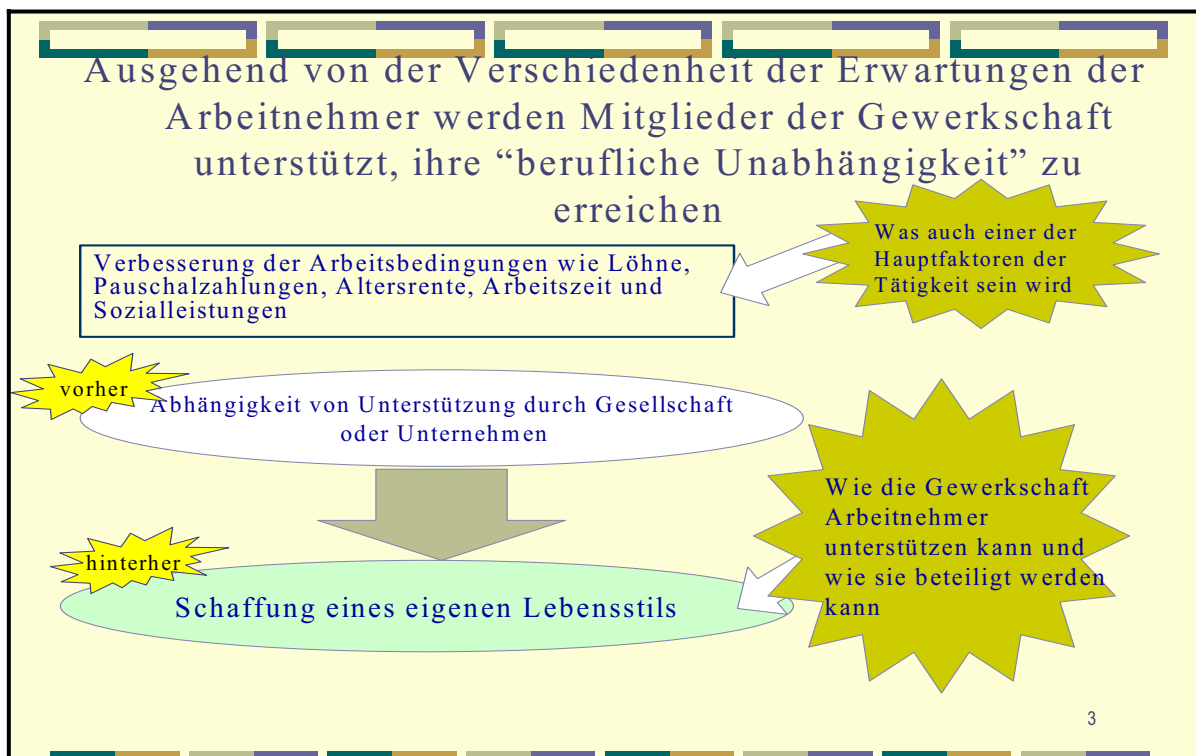 Ausgehend von der Verschiedenheit der Erwartungen der
Arbeitnehmer werden Mitglieder der Gewerkschaft
unterstützt, ihre “berufliche Unabhängigkeit” zu
erreichen
Was auch einer der
Hauptfaktoren der
Tätigkeit sein wird
Verbesserung der Arbeitsbedingungen wie Löhne,
Pauschalzahlungen, Altersrente, Arbeitszeit und
Sozialleistungen
vorher
Abhängigkeit von Unterstützung durch Gesellschaft
oder Unternehmen
Wie die Gewerkschaft
Arbeitnehmer
unterstützen kann und
wie sie beteiligt werden
kann
hinterher
Schaffung eines eigenen Lebensstils
3